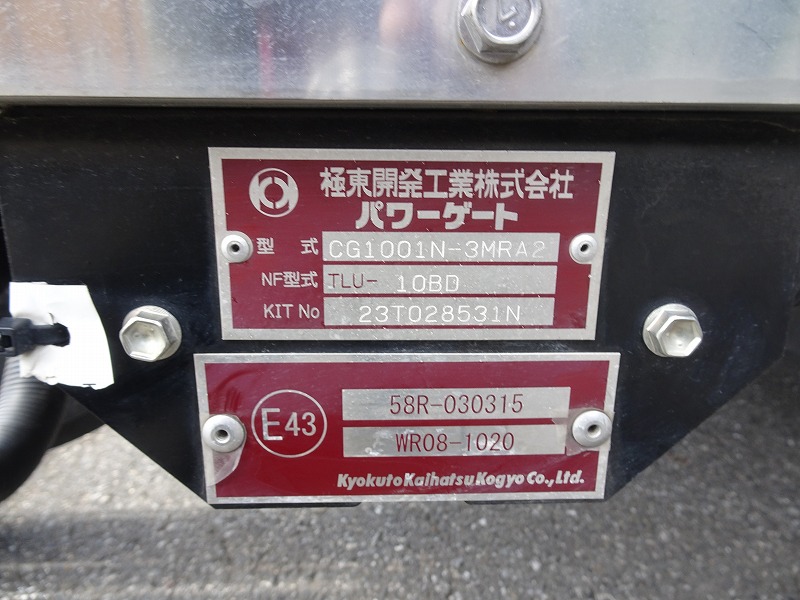 極東開発工業株式会社
パワーゲート
型式 CG1001N-3MRA2
NF型式 TLU- 10BD
KIT No 23T028531N
E43
58R-030315
WR08-1020
Kyokuto Kaihatsu Kogyo Co., Ltd.